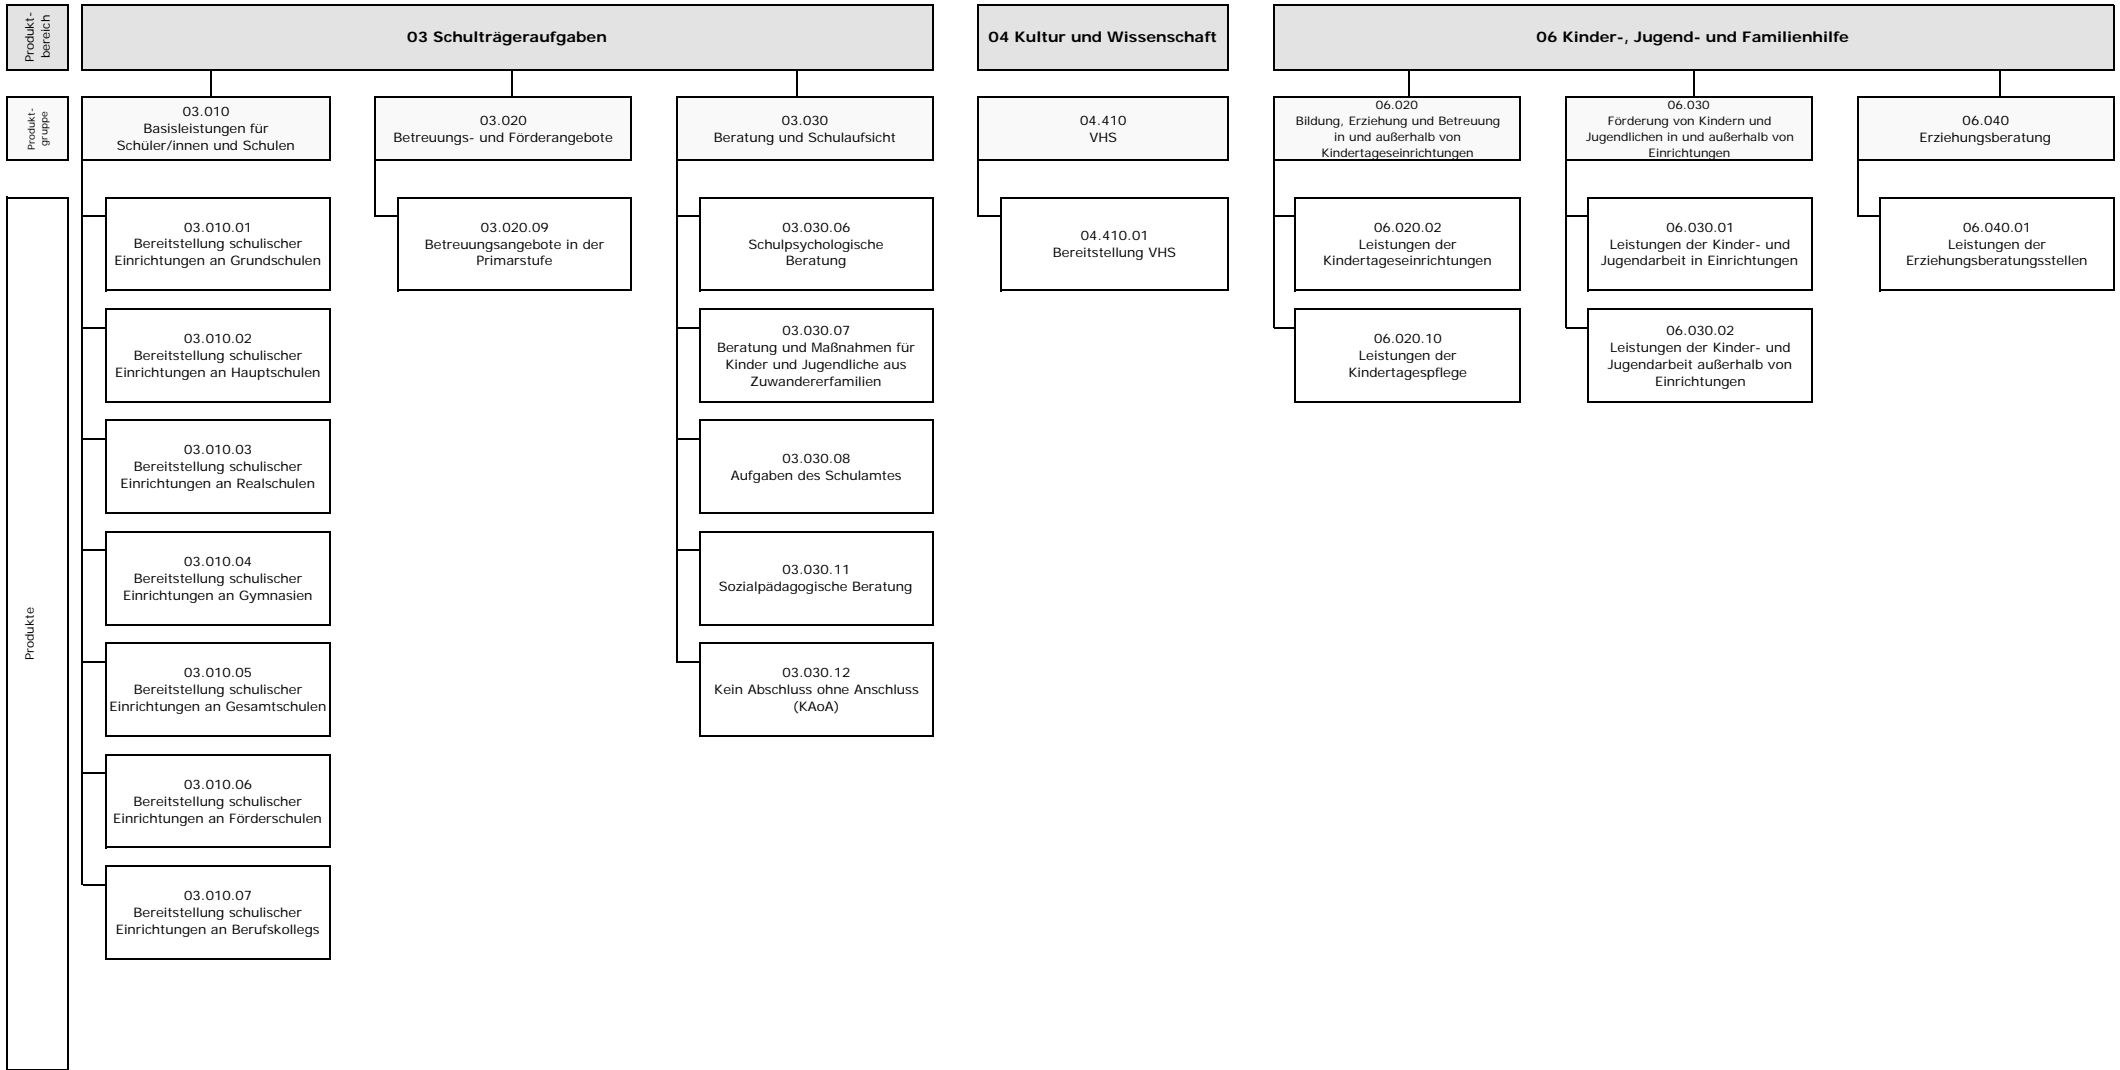 Produkt-
bereich
03 Schulträgeraufgaben
04 Kultur und Wissenschaft
06 Kinder-, Jugend- und Familienhilfe
Produkt-
gruppe
03.010
Basisleistungen für
Schüler/innen und Schulen
03.020
Betreuungs- und Förderangebote
03.030
Beratung und Schulaufsicht
04.410
VHS
06.020
Bildung, Erziehung und Betreuung
in und außerhalb von
Kindertageseinrichtungen
06.030
Förderung von Kindern und
Jugendlichen in und außerhalb von
Einrichtungen
06.040
Erziehungsberatung
Produkte
03.010.01
Bereitstellung schulischer
Einrichtungen an Grundschulen
03.020.09
Betreuungsangebote in der
Primarstufe
03.030.06
Schulpsychologische
Beratung
04.410.01
Bereitstellung VHS
06.020.02
Leistungen der
Kindertageseinrichtungen
06.030.01
Leistungen der Kinder- und
Jugendarbeit in Einrichtungen
06.040.01
Leistungen der
Erziehungsberatungsstellen
03.010.02
Bereitstellung schulischer
Einrichtungen an Hauptschulen
03.030.07
Beratung und Maßnahmen für
Kinder und Jugendliche aus
Zuwandererfamilien
06.020.10
Leistungen der
Kindertagespflege
06.030.02
Leistungen der Kinder- und
Jugendarbeit außerhalb von
Einrichtungen
03.010.03
Bereitstellung schulischer
Einrichtungen an Realschulen
03.030.08
Aufgaben des Schulamtes
03.010.04
Bereitstellung schulischer
Einrichtungen an Gymnasien
03.030.11
Sozialpädagogische Beratung
03.010.05
Bereitstellung schulischer
Einrichtungen an Gesamtschulen
03.030.12
Kein Abschluss ohne Anschluss
(KAoA)
03.010.06
Bereitstellung schulischer
Einrichtungen an Förderschulen
03.010.07
Bereitstellung schulischer
Einrichtungen an Berufskollegs